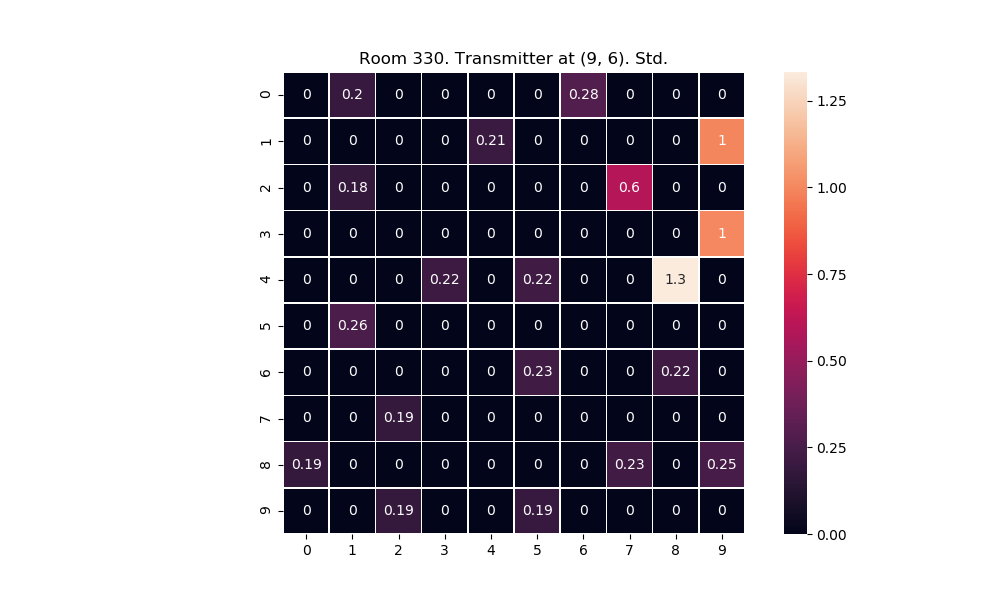 Room 330. Transmitter at (9, 6). Std.
0 0 0.2 0 0 0 0 0.28 0 0 0
1 0 0 0 0 0.21 0 0 0 0 1
2 0 0.18 0 0 0 0 0 0.6 0 0
3 0 0 0 0 0 0 0 0 0 1
4 0 0 0 0.22 0 0.22 0 0 1.3 0
5 0 0.26 0 0 0 0 0 0 0 0
6 0 0 0 0 0 0.23 0 0 0.22 0
7 0 0 0.19 0 0 0 0 0 0 0
8 0.19 0 0 0 0 0 0 0.23 0 0.25
9 0 0 0.19 0 0 0.19 0 0 0 0
0 1 2 3 4 5 6 7 8 9
1.25
1.00
0.75
0.50
0.25
0.00